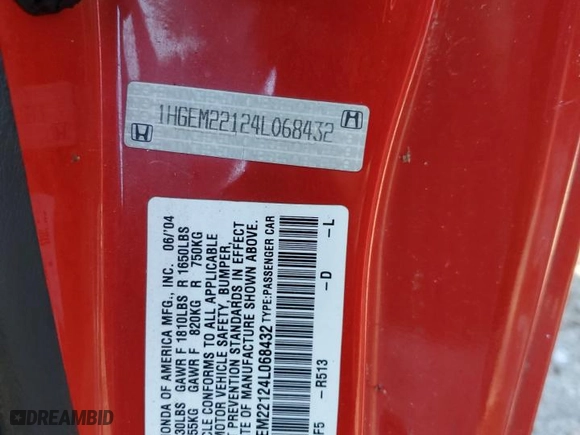 1HGEM22124L068432
ONDA OF AMERICA MFG., INC. 06/'04
30LBS GAWR F 1810LBS R 1650LBS
55KG GAWR F 820KG R 750KG
ICLE CONFORMS TO ALL APPLICABLE
MOTOR VEHICLE SAFETY, BUMPER,
T PREVENTION STANDARDS IN EFFECT
TE OF MANUFACTURE SHOWN ABOVE.
EM22124L068432 TYPE:PASSENGER CAR
F5 -R513 -D -L
DREAMBID